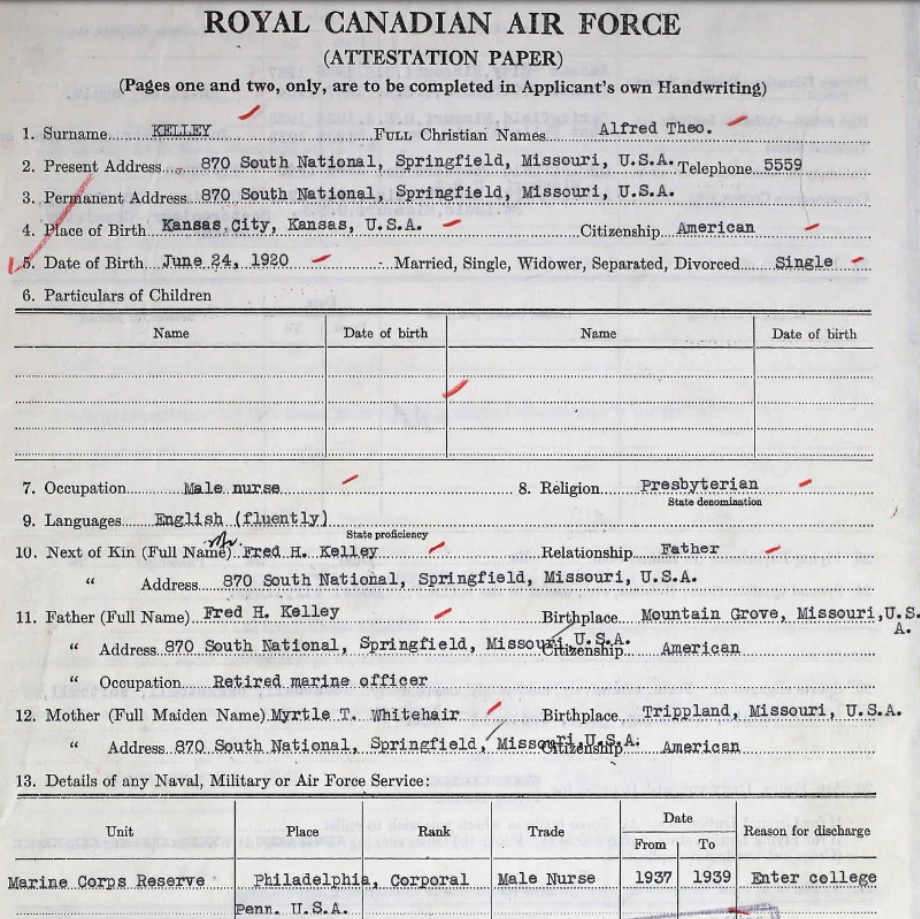 ROYAL CANADIAN AIR FORCE
(ATTESTATION PAPER)
(Pages one and two, only, are to be completed in Applicant's own Handwriting)
1. Surname KELLEY Full Christian Names Alfred Theo.
2. Present Address 870 South National, Springfield, Missouri, U.S.A. Telephone 5559
3. Permanent Address 870 South National, Springfield, Missouri, U.S.A.
4. Place of Birth Kansas City, Kansas, U.S.A. Citizenship American
5. Date of Birth June 24, 1920 Married, Single, Widower, Separated, Divorced Single
6. Particulars of Children
Name Date of birth Name Date of birth
7. Occupation Male nurse 8. Religion Presbyterian
State denomination
9. Languages English (fluently)
State proficiency
10. Next of Kin (Full Name) Mr. Fred H. Kelley Relationship Father
" Address 870 South National, Springfield, Missouri, U.S.A.
11. Father (Full Name) Fred H. Kelley Birthplace Mountain Grove, Missouri, U.S.A.
" Address 870 South National, Springfield, Missouri, U.S.A. Citizenship American
" Occupation Retired marine officer
12. Mother (Full Maiden Name) Myrtle T. Whitehair Birthplace Trippland, Missouri, U.S.A.
" Address 870 South National, Springfield, Missouri, U.S.A. Citizenship American
13. Details of any Naval, Military or Air Force Service:
Unit Place Rank Trade Date Reason for discharge
From To
Marine Corps Reserve Philadelphia, Corporal Male Nurse 1937 1939 Enter college
Penn. U.S.A.